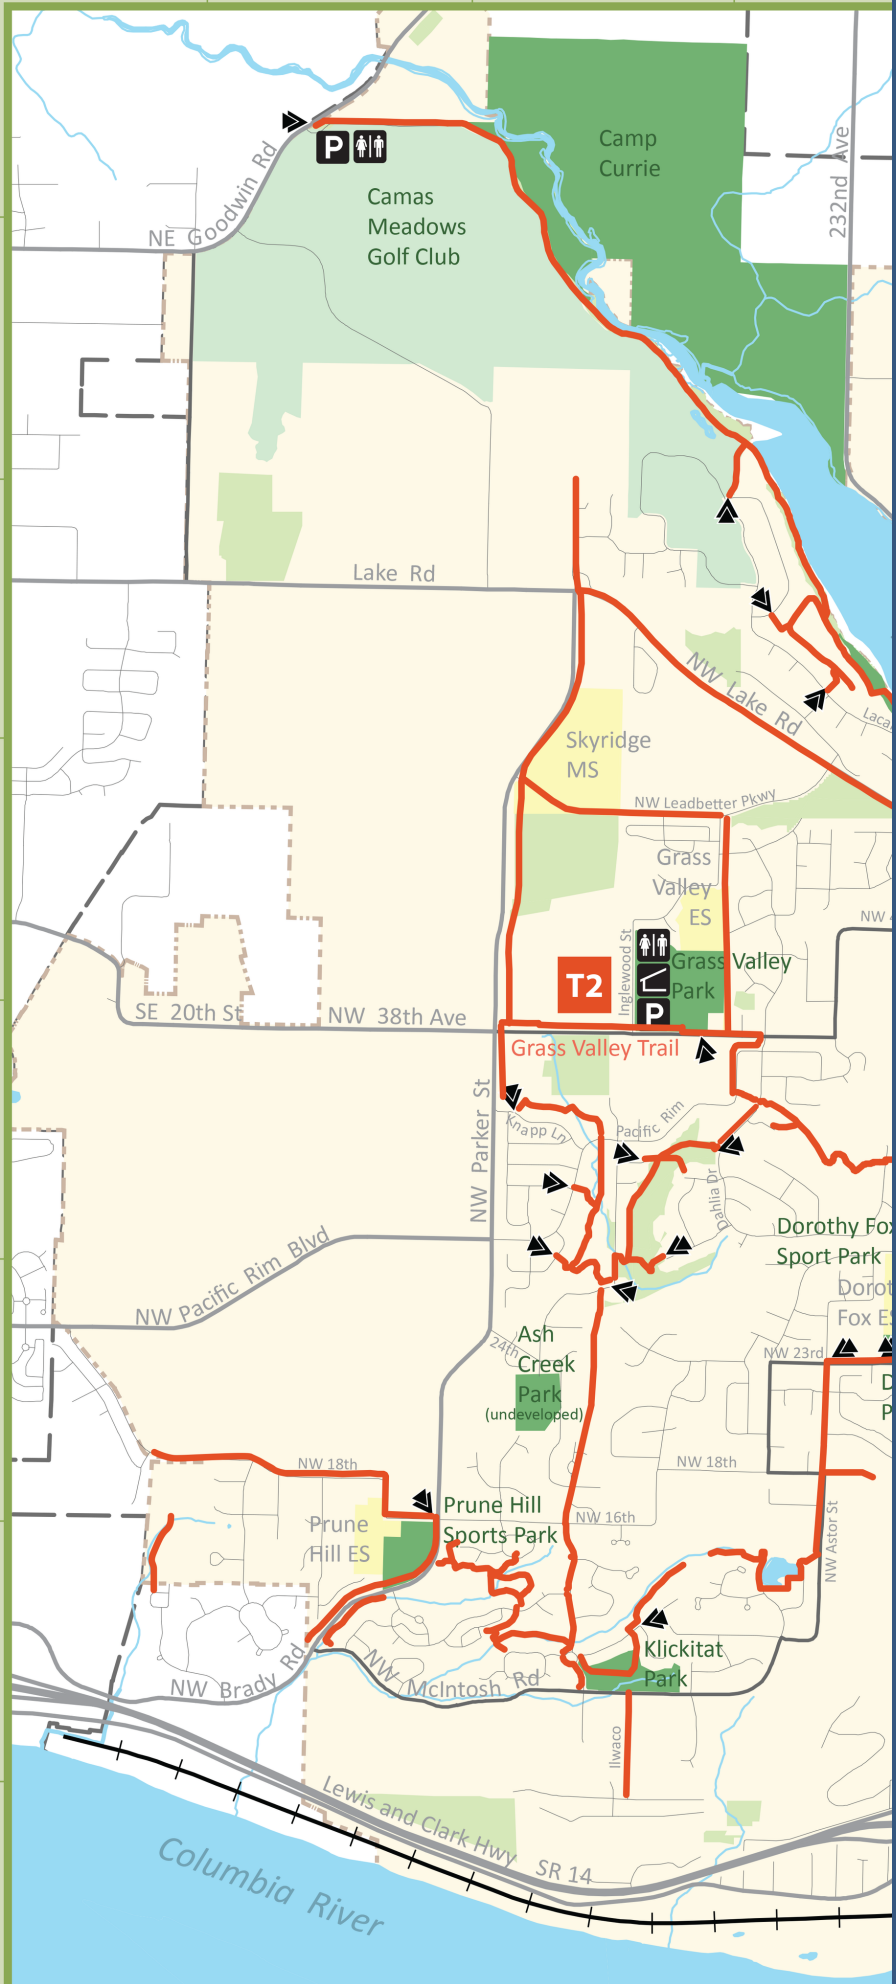 Camp
Currie
232nd Ave
P
NE Goodwin Rd
Camas
Meadows
Golf Club
Lake Rd
NW Lake Rd
Skyridge
MS
NW Leadbetter Pkwy
Grass
Valley
ES
NW
Inglewood St
Grass Valley
Park
T2
P
SE 20th St
NW 38th Ave
Grass Valley Trail
NW Parker St
Knapp Ln
Pacific Rim
Dahlia Dr
Dorothy Fox
Sport Park
NW Pacific Rim Blvd
Fox ES
24th
Ash
Creek
Park
(undeveloped)
NW 23rd
D
P
NW 18th
NW 18th
Prune Hill
Sports Park
NW 16th
NW Astor St
Prune
Hill ES
Klickitat
Park
NW Brady Rd
NW McIntosh Rd
Ilwaco
Lewis and Clark Hwy
SR 14
Columbia River